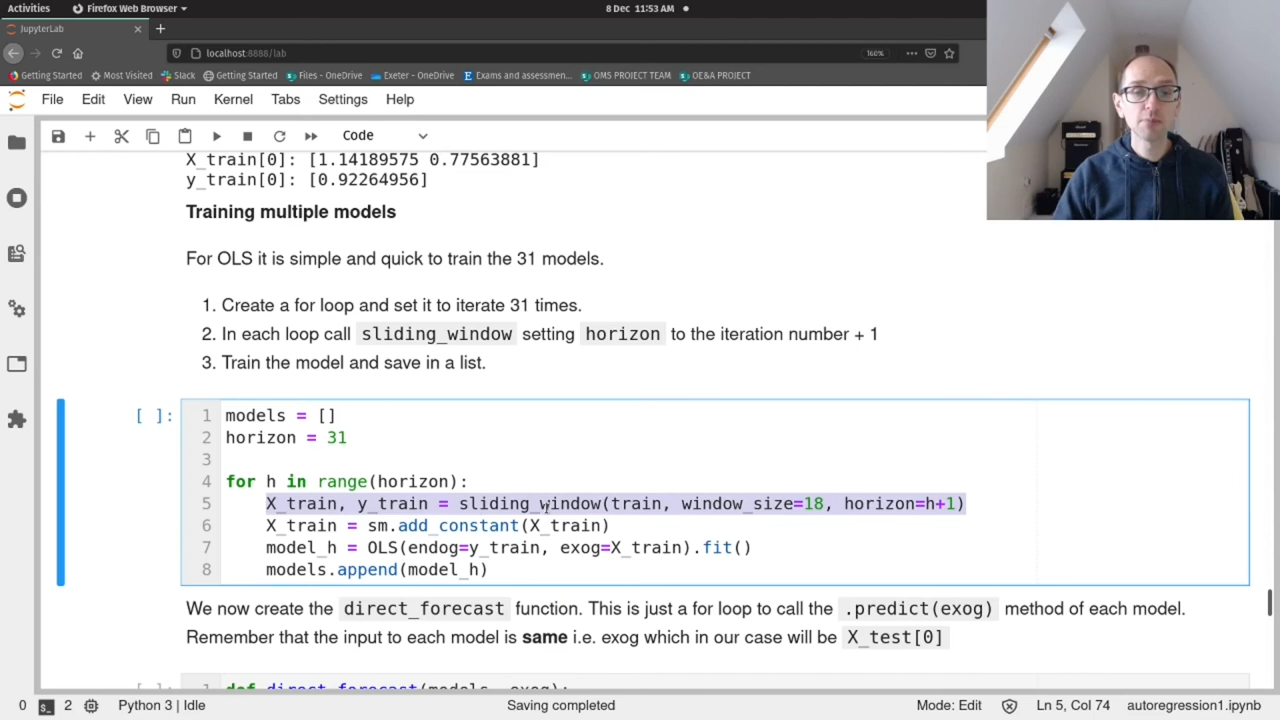 Activities
Firefox Web Browser
8 Dec 11:53 AM
JupyterLab
localhost:8888/lab
160%
Getting Started
Most Visited
Slack
Getting Started
Files - OneDrive
Exeter - OneDrive
Exams and assessmen...
OMS PROJECT TEAM
OE&A PROJECT
File Edit View Run Kernel Tabs Settings Help
Code
X_train[0]: [1.14189575 0.77563881]
y_train[0]: [0.92264956]
Training multiple models
For OLS it is simple and quick to train the 31 models.
1. Create a for loop and set it to iterate 31 times.
2. In each loop call sliding_window setting horizon to the iteration number + 1
3. Train the model and save in a list.
[ ]:
1 models = []
2 horizon = 31
3
4 for h in range(horizon):
5 X_train, y_train = sliding_window(train, window_size=18, horizon=h+1)
6 X_train = sm.add_constant(X_train)
7 model_h = OLS(endog=y_train, exog=X_train).fit()
8 models.append(model_h)
We now create the direct_forecast function. This is just a for loop to call the .predict(exog) method of each model.
Remember that the input to each model is same i.e. exog which in our case will be X_test[0]
[ ]: 1 def direct_forecast(models, exog):
0
2
Python 3 | Idle
Saving completed
Mode: Edit
Ln 5, Col 74
autoregression1.ipynb